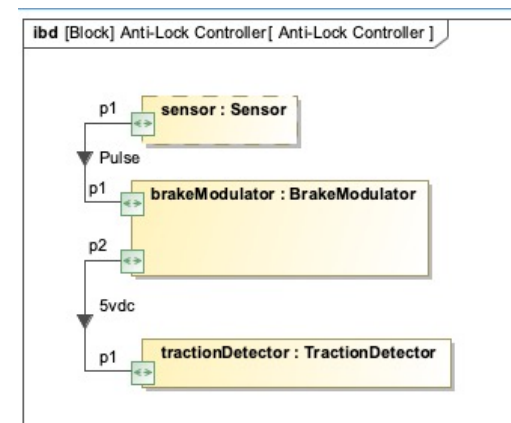 ibd [Block] Anti-Lock Controller[ Anti-Lock Controller ]
p1
sensor : Sensor
Pulse
p1
brakeModulator : BrakeModulator
p2
5vdc
p1
tractionDetector : TractionDetector